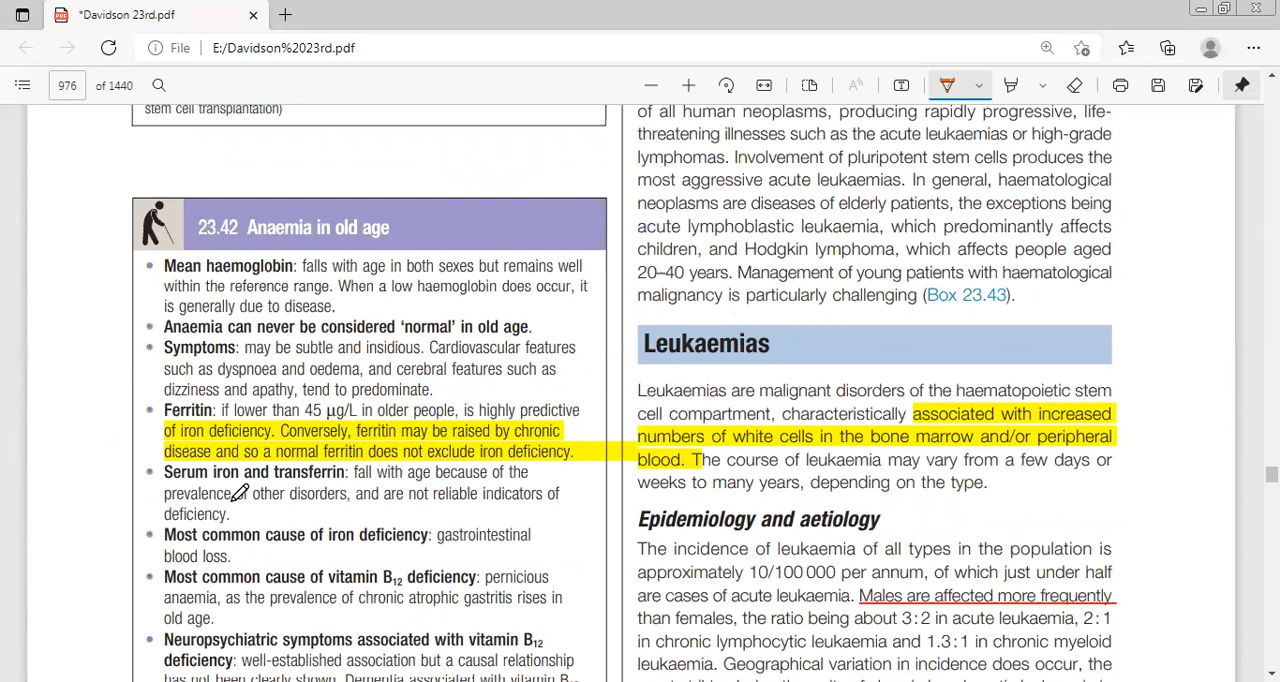 *Davidson 23rd.pdf
File
E:/Davidson%2023rd.pdf
976
of 1440
stem cell transplantation)
23.42 Anaemia in old age
Mean haemoglobin: falls with age in both sexes but remains well
within the reference range. When a low haemoglobin does occur, it
is generally due to disease.
Anaemia can never be considered ‘normal’ in old age.
Symptoms: may be subtle and insidious. Cardiovascular features
such as dyspnoea and oedema, and cerebral features such as
dizziness and apathy, tend to predominate.
Ferritin: if lower than 45 µg/L in older people, is highly predictive
of iron deficiency. Conversely, ferritin may be raised by chronic
disease and so a normal ferritin does not exclude iron deficiency.
Serum iron and transferrin: fall with age because of the
prevalence other disorders, and are not reliable indicators of
deficiency.
Most common cause of iron deficiency: gastrointestinal
blood loss.
Most common cause of vitamin B12 deficiency: pernicious
anaemia, as the prevalence of chronic atrophic gastritis rises in
old age.
Neuropsychiatric symptoms associated with vitamin B12
deficiency: well-established association but a causal relationship
has not been clearly shown. Dementia associated with vitamin B12
of all human neoplasms, producing rapidly progressive, life-
threatening illnesses such as the acute leukaemias or high-grade
lymphomas. Involvement of pluripotent stem cells produces the
most aggressive acute leukaemias. In general, haematological
neoplasms are diseases of elderly patients, the exceptions being
acute lymphoblastic leukaemia, which predominantly affects
children, and Hodgkin lymphoma, which affects people aged
20–40 years. Management of young patients with haematological
malignancy is particularly challenging (Box 23.43).
Leukaemias
Leukaemias are malignant disorders of the haematopoietic stem
cell compartment, characteristically associated with increased
numbers of white cells in the bone marrow and/or peripheral
blood. The course of leukaemia may vary from a few days or
weeks to many years, depending on the type.
Epidemiology and aetiology
The incidence of leukaemia of all types in the population is
approximately 10/100 000 per annum, of which just under half
are cases of acute leukaemia. Males are affected more frequently
than females, the ratio being about 3 : 2 in acute leukaemia, 2 : 1
in chronic lymphocytic leukaemia and 1.3 : 1 in chronic myeloid
leukaemia. Geographical variation in incidence does occur, the